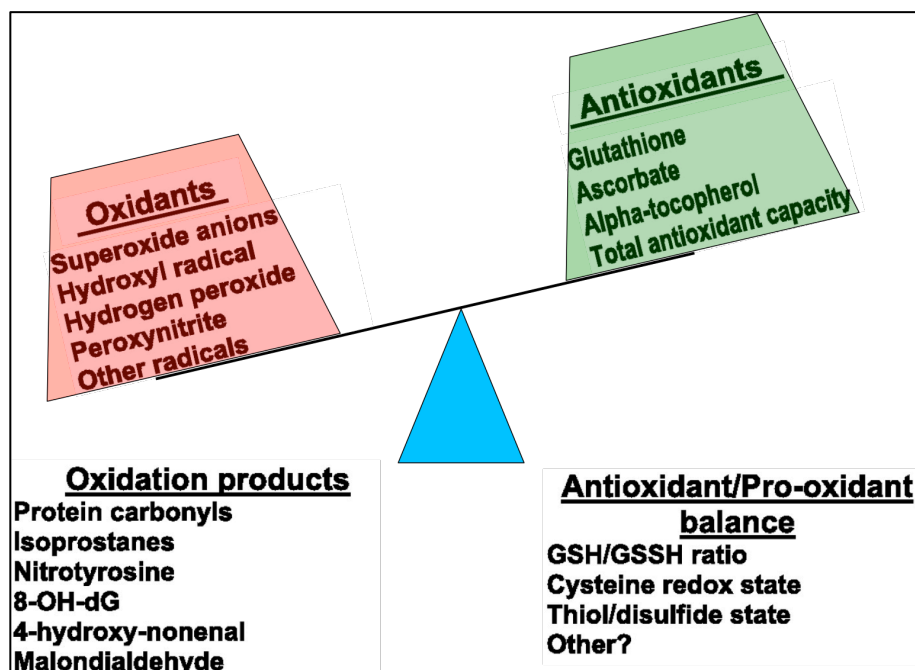 Antioxidants
Glutathione
Ascorbate
Alpha-tocopherol
Total antioxidant capacity
Oxidants
Superoxide anions
Hydroxyl radical
Hydrogen peroxide
Peroxynitrite
Other radicals
Oxidation products
Protein carbonyls
Isoprostanes
Nitrotyrosine
8-OH-dG
4-hydroxy-nonenal
Malondialdehyde
Antioxidant/Pro-oxidant
balance
GSH/GSSH ratio
Cysteine redox state
Thiol/disulfide state
Other?